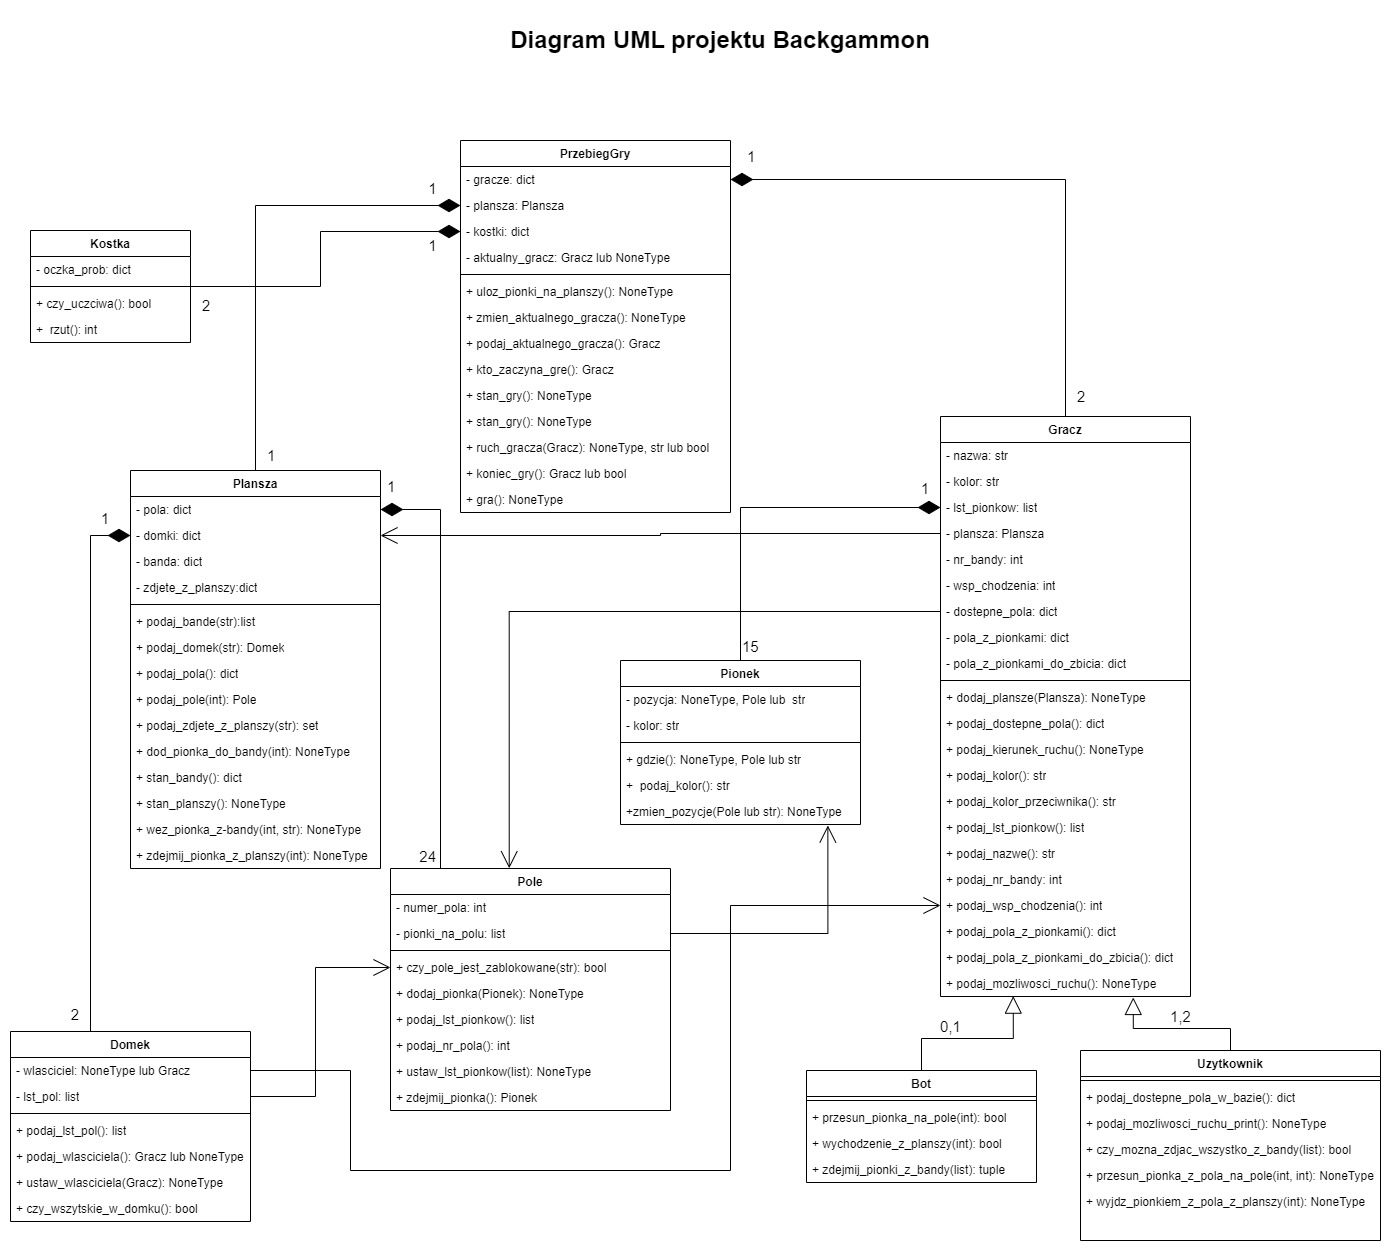 Diagram UML projektu Backgammon
PrzebiegGry
- gracze: dict
- plansza: Plansza
- kostki: dict
- aktualny_gracz: Gracz lub NoneType
+ uloz_pionki_na_planszy(): NoneType
+ zmien_aktualnego_gracza(): NoneType
+ podaj_aktualnego_gracza(): Gracz
+ kto_zaczyna_gre(): Gracz
+ stan_gry(): NoneType
+ stan_gry(): NoneType
+ ruch_gracza(Gracz): NoneType, str lub bool
+ koniec_gry(): Gracz lub bool
+ gra(): NoneType
1
1
1
2
2
1
Kostka
- oczka_prob: dict
+ czy_uczciwa(): bool
+  rzut(): int
Plansza
- pola: dict
- domki: dict
- banda: dict
- zdjete_z_planszy:dict
+ podaj_bande(str):list
+ podaj_domek(str): Domek
+ podaj_pola(): dict
+ podaj_pole(int): Pole
+ podaj_zdjete_z_planszy(str): set
+ dod_pionka_do_bandy(int): NoneType
+ stan_bandy(): dict
+ stan_planszy(): NoneType
+ wez_pionka_z-bandy(int, str): NoneType
+ zdejmij_pionka_z_planszy(int): NoneType
1
1
24
2
Gracz
- nazwa: str
- kolor: str
- lst_pionkow: list
- plansza: Plansza
- nr_bandy: int
- wsp_chodzenia: int
- dostepne_pola: dict
- pola_z_pionkami: dict
- pola_z_pionkami_do_zbicia: dict
+ dodaj_plansze(Plansza): NoneType
+ podaj_dostepne_pola(): dict
+ podaj_kierunek_ruchu(): NoneType
+ podaj_kolor(): str
+ podaj_kolor_przeciwnika(): str
+ podaj_lst_pionkow(): list
+ podaj_nazwe(): str
+ podaj_nr_bandy: int
+ podaj_wsp_chodzenia(): int
+ podaj_pola_z_pionkami(): dict
+ podaj_pola_z_pionkami_do_zbicia(): dict
+ podaj_mozliwosci_ruchu(): NoneType
1
15
Pionek
- pozycja: NoneType, Pole lub  str
- kolor: str
+ gdzie(): NoneType, Pole lub str
+  podaj_kolor(): str
+zmien_pozycje(Pole lub str): NoneType
Pole
- numer_pola: int
- pionki_na_polu: list
+ czy_pole_jest_zablokowane(str): bool
+ dodaj_pionka(Pionek): NoneType
+ podaj_lst_pionkow(): list
+ podaj_nr_pola(): int
+ ustaw_lst_pionkow(list): NoneType
+ zdejmij_pionka(): Pionek
Domek
- wlasciciel: NoneType lub Gracz
- lst_pol: list
+ podaj_lst_pol(): list
+ podaj_wlasciciela(): Gracz lub NoneType
+ ustaw_wlasciciela(Gracz): NoneType
+ czy_wszytskie_w_domku(): bool
0,1
1,2
Bot
+ przesun_pionka_na_pole(int): bool
+ wychodzenie_z_planszy(int): bool
+ zdejmij_pionki_z_bandy(list): tuple
Uzytkownik
+ podaj_dostepne_pola_w_bazie(): dict
+ podaj_mozliwosci_ruchu_print(): NoneType
+ czy_mozna_zdjac_wszystko_z_bandy(list): bool
+ przesun_pionka_z_pola_na_pole(int, int): NoneType
+ wyjdz_pionkiem_z_pola_z_planszy(int): NoneType